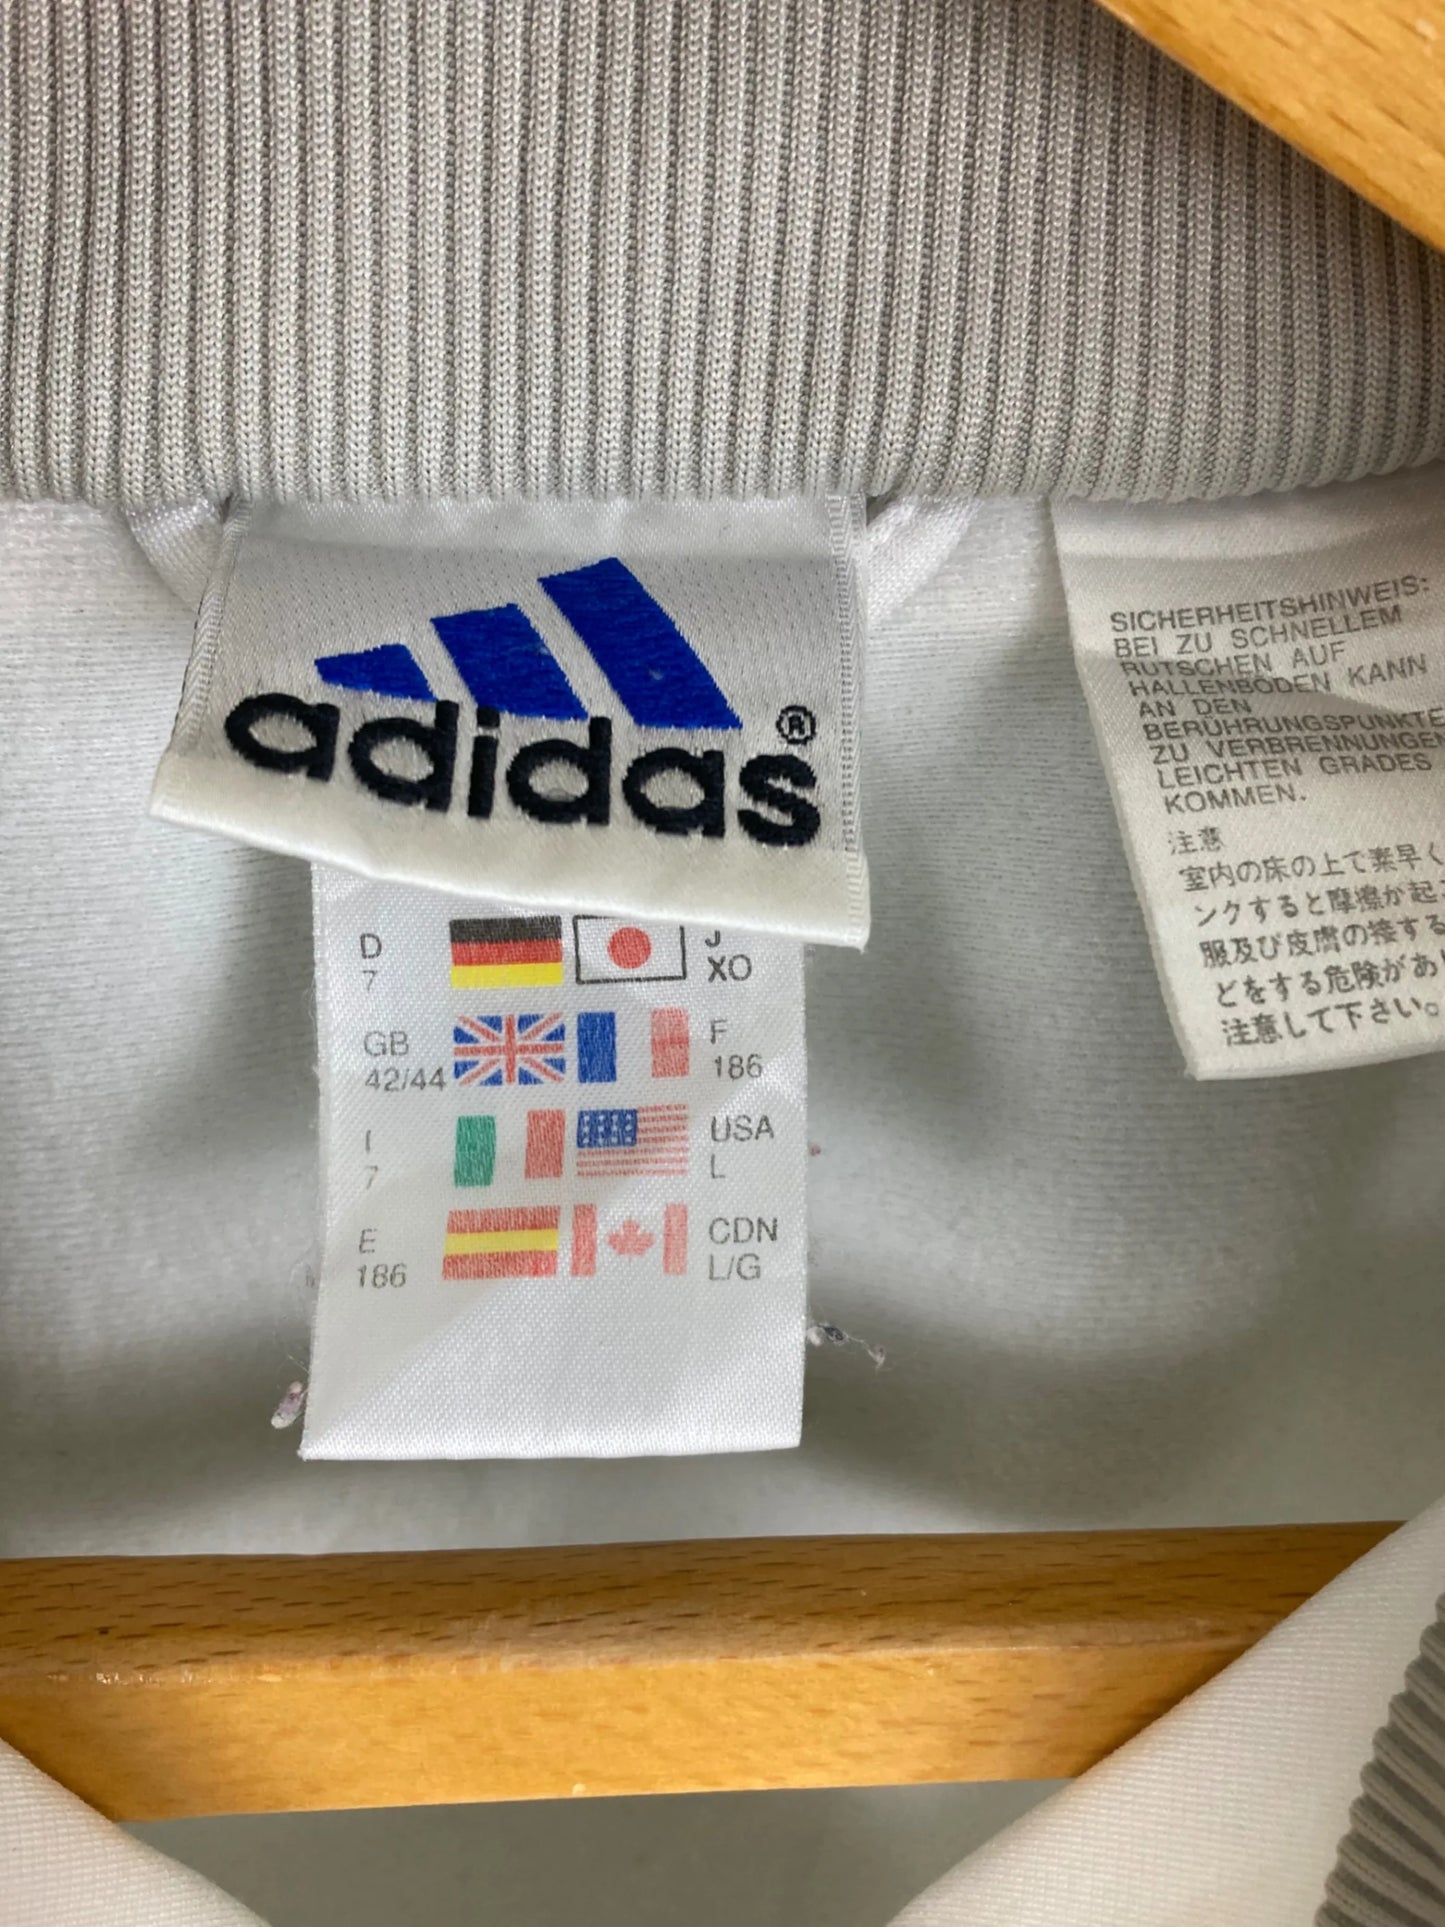 adidas®
D
7
J
XO
GB
42/44
F
186
I
7
USA
L
E
186
CDN
L/G
SICHERHEITSHINWEIS:
BEI ZU SCHNELLEM
RUTSCHEN AUF
HALLENBÖDEN KANN
AN DEN
BERÜHRUNGSPUNKTE
ZU VERBRENNUNGEN
LEICHTEN GRADES
KOMMEN.
注意
室内の床の上で素早く
ングすると摩擦が起
服及び皮膚の接する
どをする危険があ
注意して下さい。